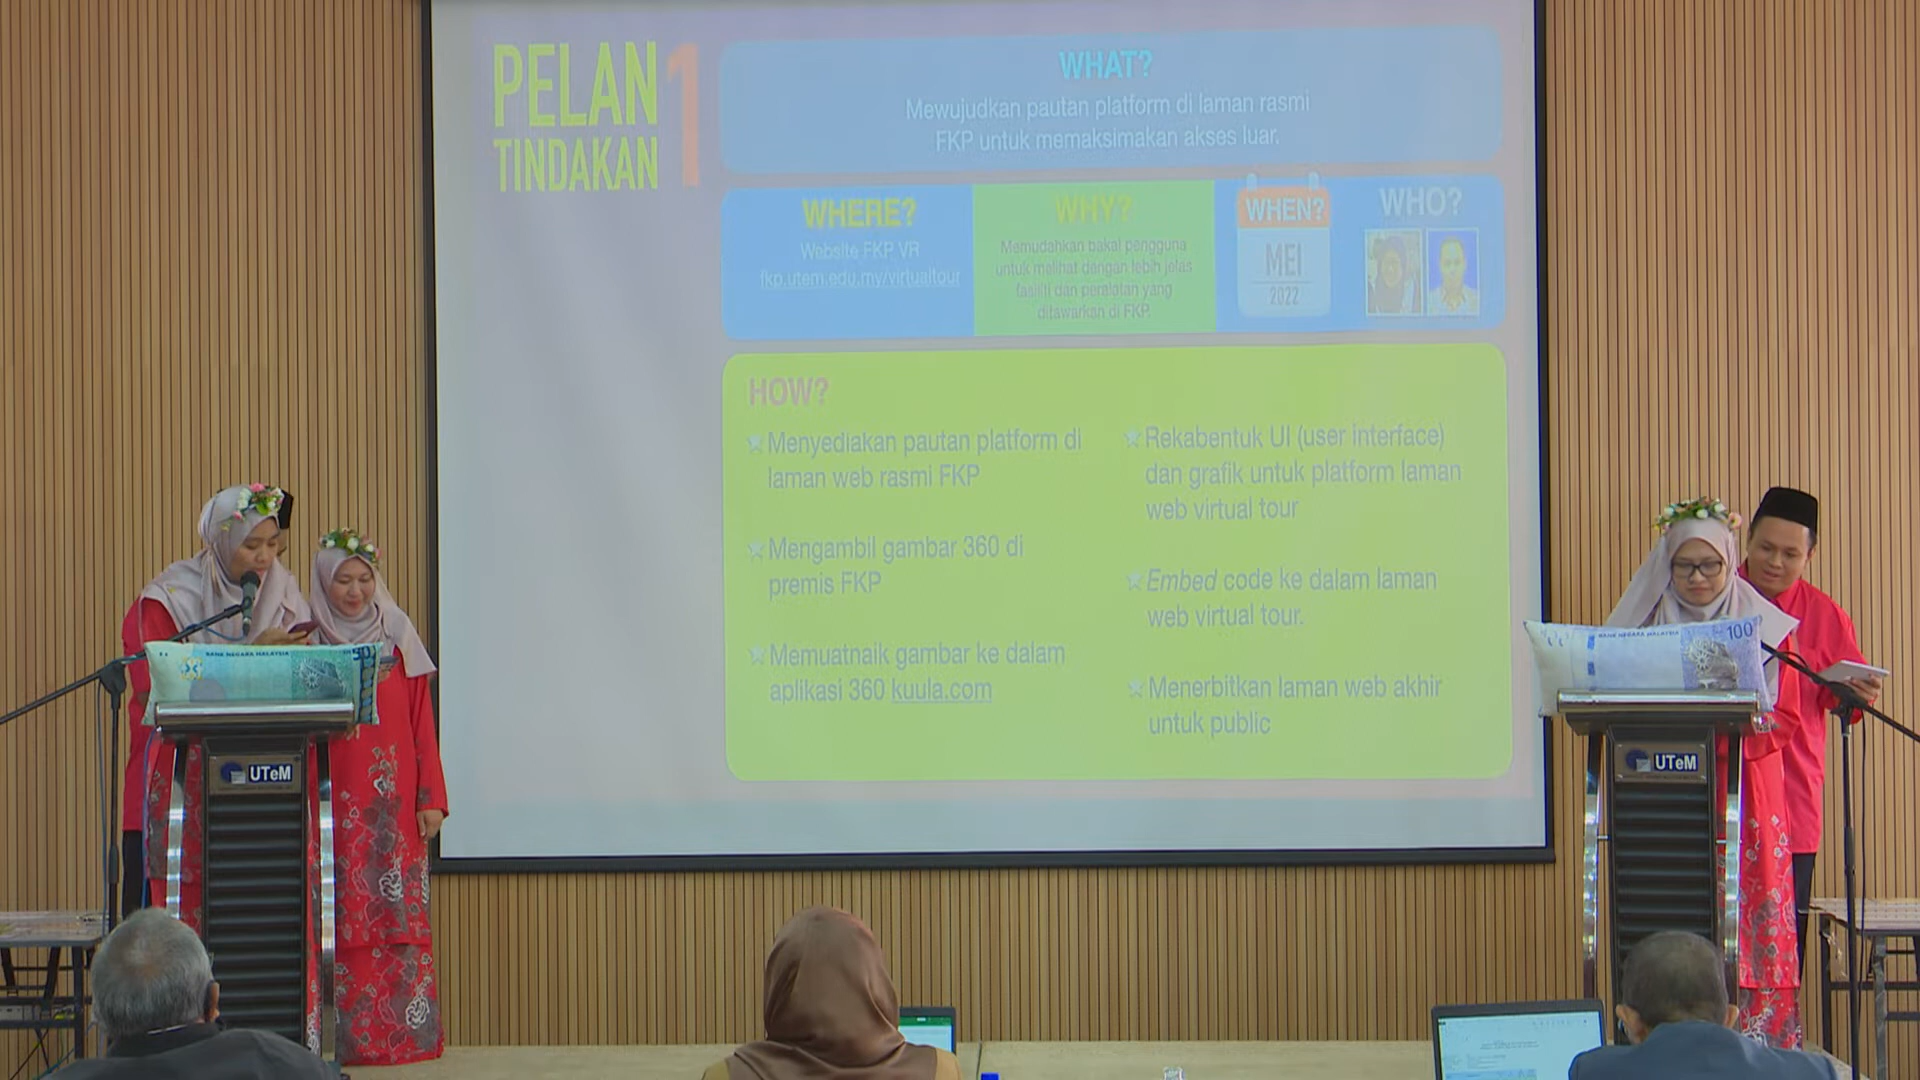 PELAN
TINDAKAN
1
WHAT?
Mewujudkan pautan platform di laman rasmi
FKP untuk memaksimakan akses luar.
WHERE?
Website FKP VR
fkp.utem.edu.my/virtualtour
WHY?
Memudahkan bakal pengguna
untuk melihat dengan lebih jelas
fasiliti dan peralatan yang
ditawarkan di FKP.
WHEN?
MEI
2022
WHO?
HOW?
Menyediakan pautan platform di
laman web rasmi FKP
Mengambil gambar 360 di
premis FKP
Memuatnaik gambar ke dalam
aplikasi 360 kuula.com
Rekabentuk UI (user interface)
dan grafik untuk platform laman
web virtual tour
Embed code ke dalam laman
web virtual tour.
Menerbitkan laman web akhir
untuk public
BANK NEGARA MALAYSIA
50
UTeM
BANK NEGARA MALAYSIA
100
UTeM